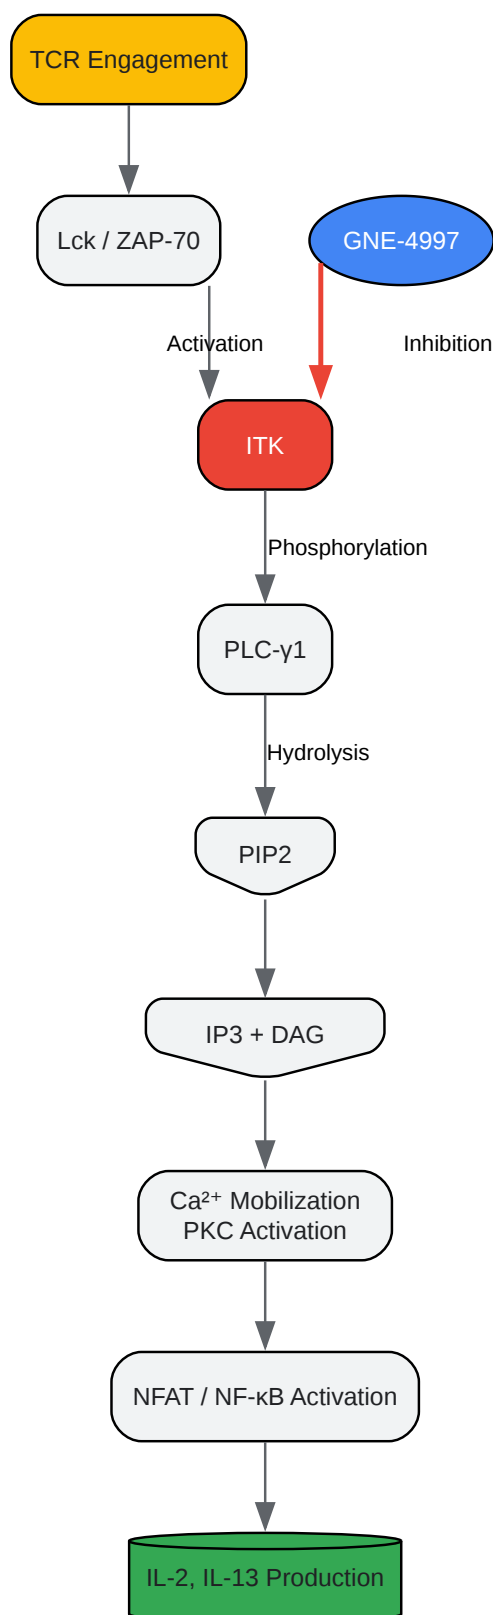 TCR Engagement
Lck / ZAP-70
GNE-4997
Activation
Inhibition
ITK
Phosphorylation
PLC-γ1
Hydrolysis
PIP2
IP3 + DAG
Ca²⁺ Mobilization
PKC Activation
NFAT / NF-κB Activation
IL-2, IL-13 Production